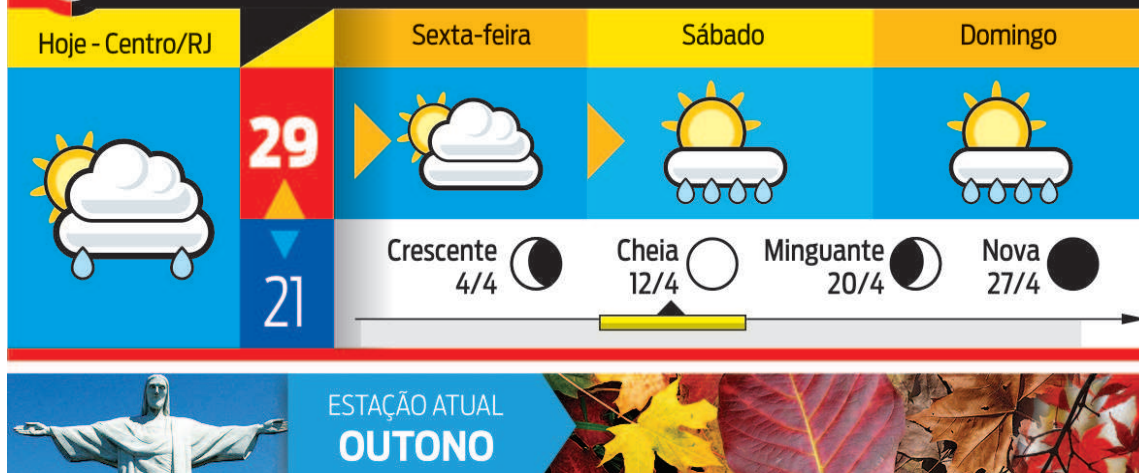 Hoje - Centro/RJ
Sexta-feira
Sábado
Domingo
29
21
Crescente
4/4
Cheia
12/4
Minguante
20/4
Nova
27/4
ESTAÇÃO ATUAL
OUTONO